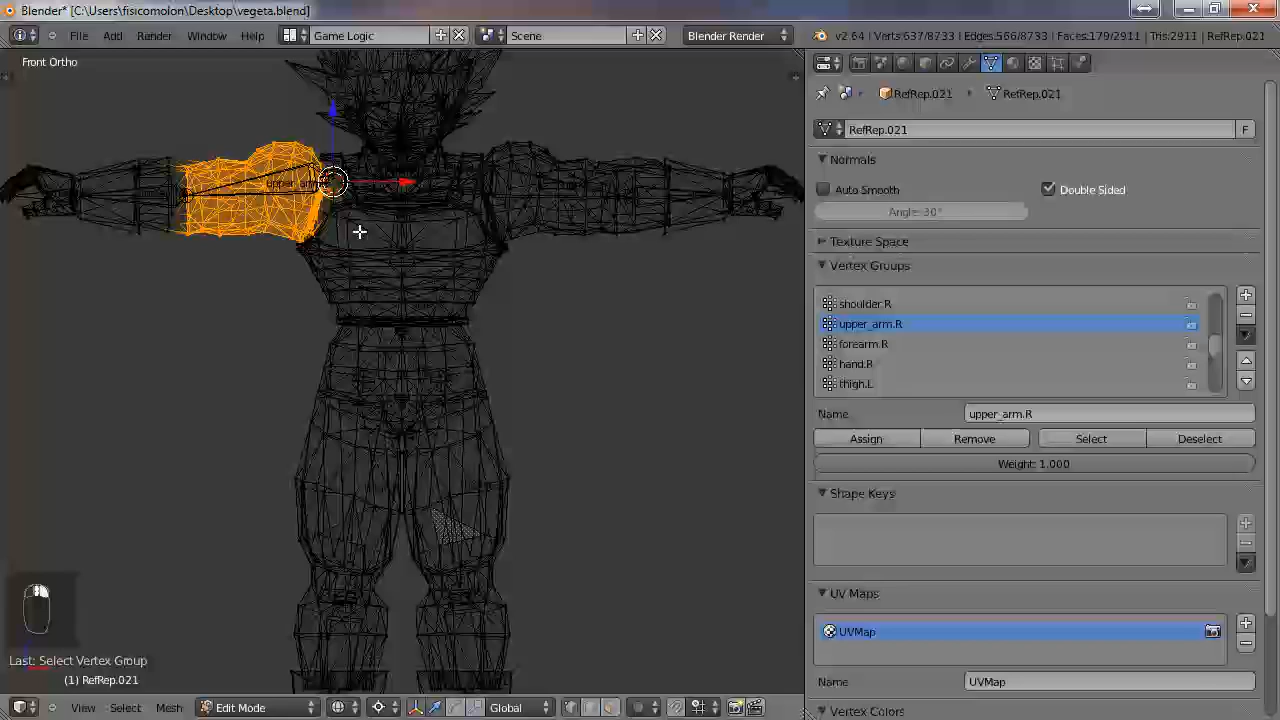 Blender* [C:\Users\fisicomolon\Desktop\vegeta.blend]
File Add Render Window Help Game Logic Scene Blender Render v2.64 | Verts:637/8733 | Edges:566/8733 | Faces:179/2911 | Tris:2911 | RefRep.021
Front Ortho
RefRep.021 RefRep.021
RefRep.021 F
Normals
Auto Smooth Double Sided
Angle: 30°
Texture Space
Vertex Groups
shoulder.R
upper_arm.R
forearm.R
hand.R
thigh.L
Name upper_arm.R
Assign Remove Select Deselect
Weight: 1.000
Shape Keys
UV Maps
UVMap
Name UVMap
Vertex Colors
Last: Select Vertex Group
(1) RefRep.021
View Select Mesh Edit Mode Global